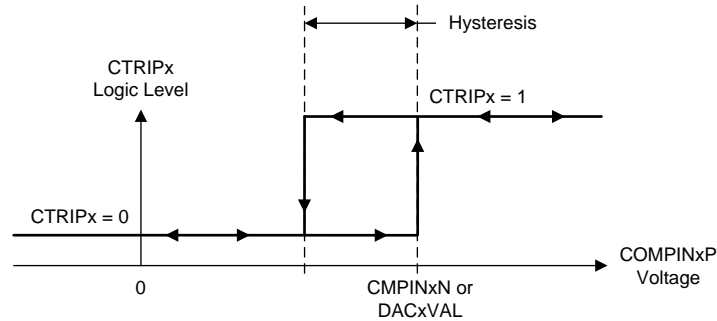 Hysteresis
CTRIPx
Logic Level
CTRIPx = 1
CTRIPx = 0
COMPINxP
Voltage
0
CMPINxN or
DACxVAL